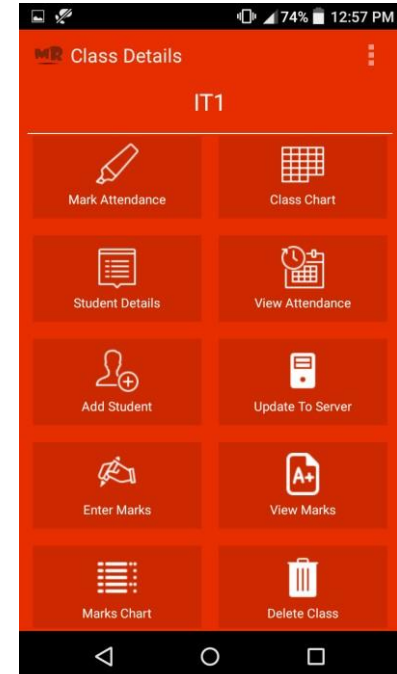 74% 12:57 PM
MR Class Details
IT1
Mark Attendance
Class Chart
Student Details
View Attendance
Add Student
Update To Server
Enter Marks
A+
View Marks
Marks Chart
Delete Class